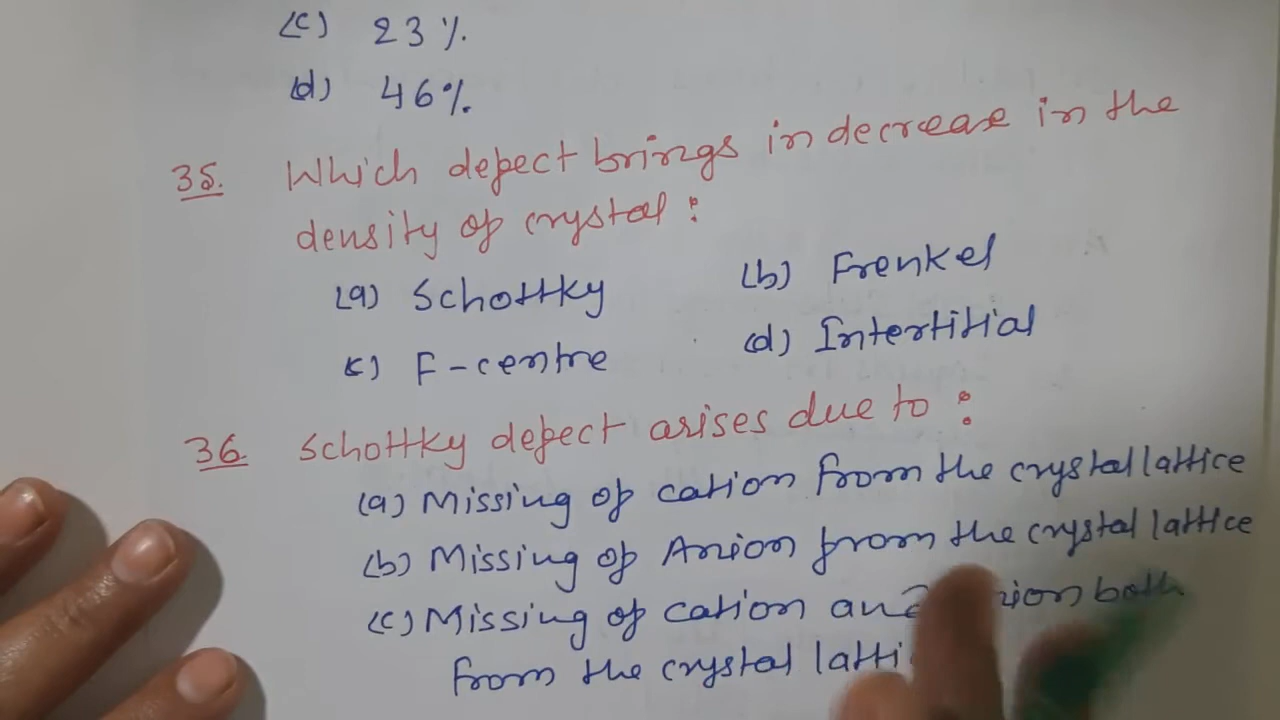 (c) 23%.
(d) 46%.
35. Which defect brings in decrease in the
density of crystal :
(a) Schottky (b) Frenkel
(c) F-centre (d) Intertitial
36. Schottky defect arises due to :
(a) Missing of cation from the crystal lattice
(b) Missing of Anion from the crystal lattice
(c) Missing of cation and both
from the crystal